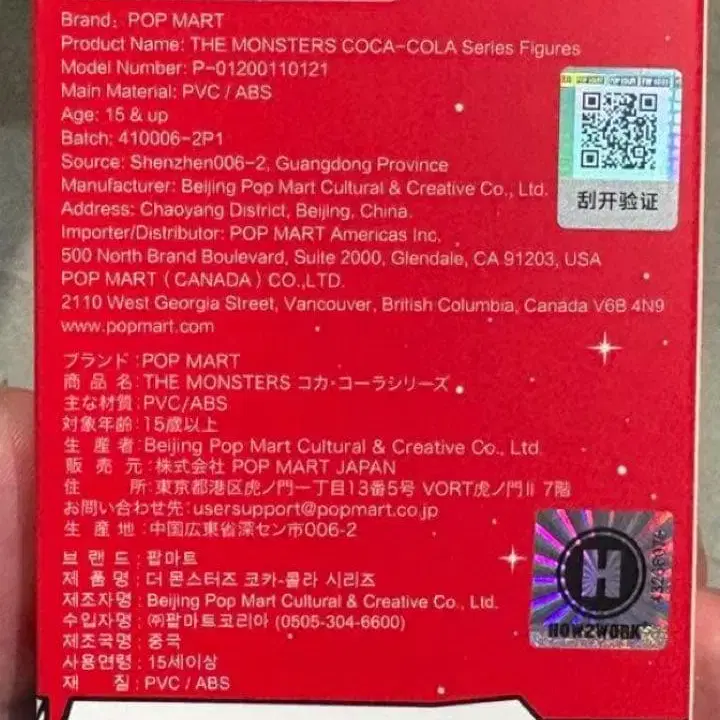 Brand: POP MART
Product Name: THE MONSTERS COCA-COLA Series Figures
Model Number: P-01200110121
Main Material: PVC / ABS
Age: 15 & up
Batch: 410006-2P1
Source: Shenzhen006-2, Guangdong Province
Manufacturer: Beijing Pop Mart Cultural & Creative Co., Ltd.
Address: Chaoyang District, Beijing, China.
Importer/Distributor: POP MART Americas Inc.
500 North Brand Boulevard, Suite 2000, Glendale, CA 91203, USA
POP MART (CANADA) CO.,LTD.
2110 West Georgia Street, Vancouver, British Columbia, Canada V6B 4N9
www.popmart.com
刮开验证
ブランド:POP MART
商品名:THE MONSTERS コカ・コーラシリーズ
主な材質:PVC/ABS
対象年齢:15歳以上
生産者:Beijing Pop Mart Cultural & Creative Co., Ltd
販売元:株式会社 POP MART JAPAN
住所:東京都港区虎ノ門一丁目13番5号 VORT虎ノ門II 7階
お問い合わせ先:usersupport@popmart.co.jp
生産地:中国広東省深セン市006-2
브랜드:팝마트
제품명:더 몬스터즈 코카-콜라 시리즈
제조자명:Beijing Pop Mart Cultural & Creative Co., Ltd.
수입자명:㈜팝마트코리아 (0505-304-6600)
제조국명:중국
사용연령:15세이상
재질:PVC / ABS
H
HOW2WORK